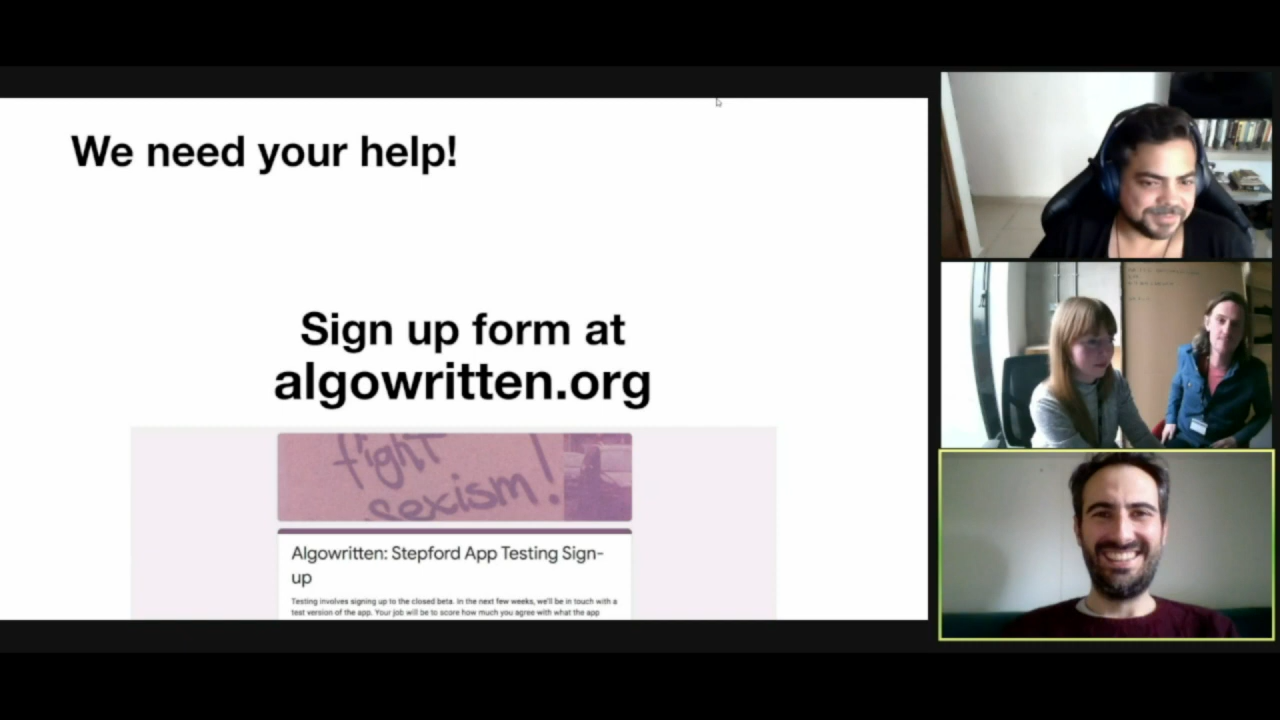 We need your help!
Sign up form at
algowritten.org
fight
sexism!
Algowritten: Stepford App Testing Sign-
up
Testing involves signing up to the closed beta. In the next few weeks, we'll be in touch with a
test version of the app. Your job will be to score how much you agree with what the app